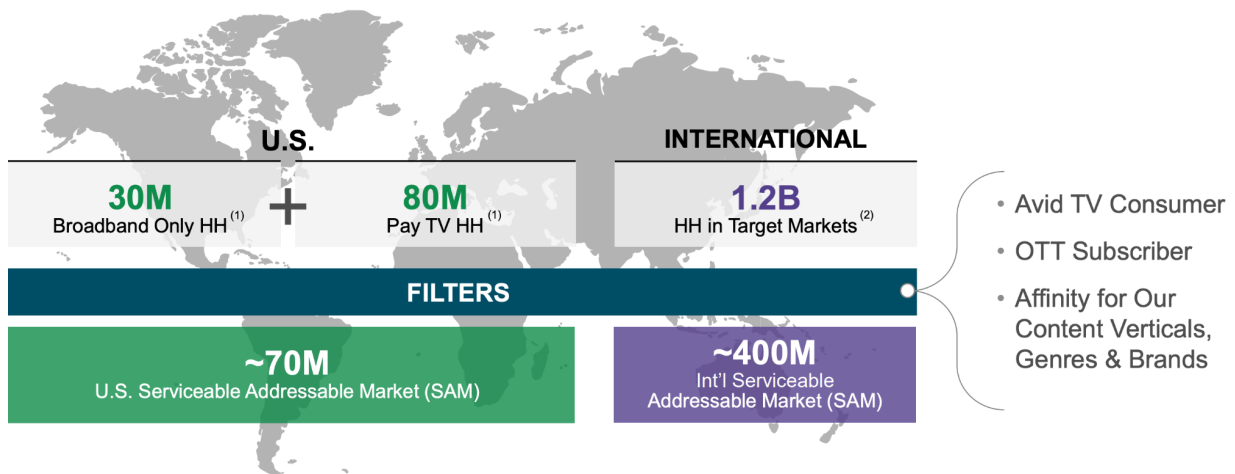 U.S.
INTERNATIONAL
30M
Broadband Only HH (1)
+
80M
Pay TV HH (1)
1.2B
HH in Target Markets (2)
FILTERS
~70M
U.S. Serviceable Addressable Market (SAM)
~400M
Int'l Serviceable
Addressable Market (SAM)
• Avid TV Consumer
• OTT Subscriber
• Affinity for Our
Content Verticals,
Genres & Brands